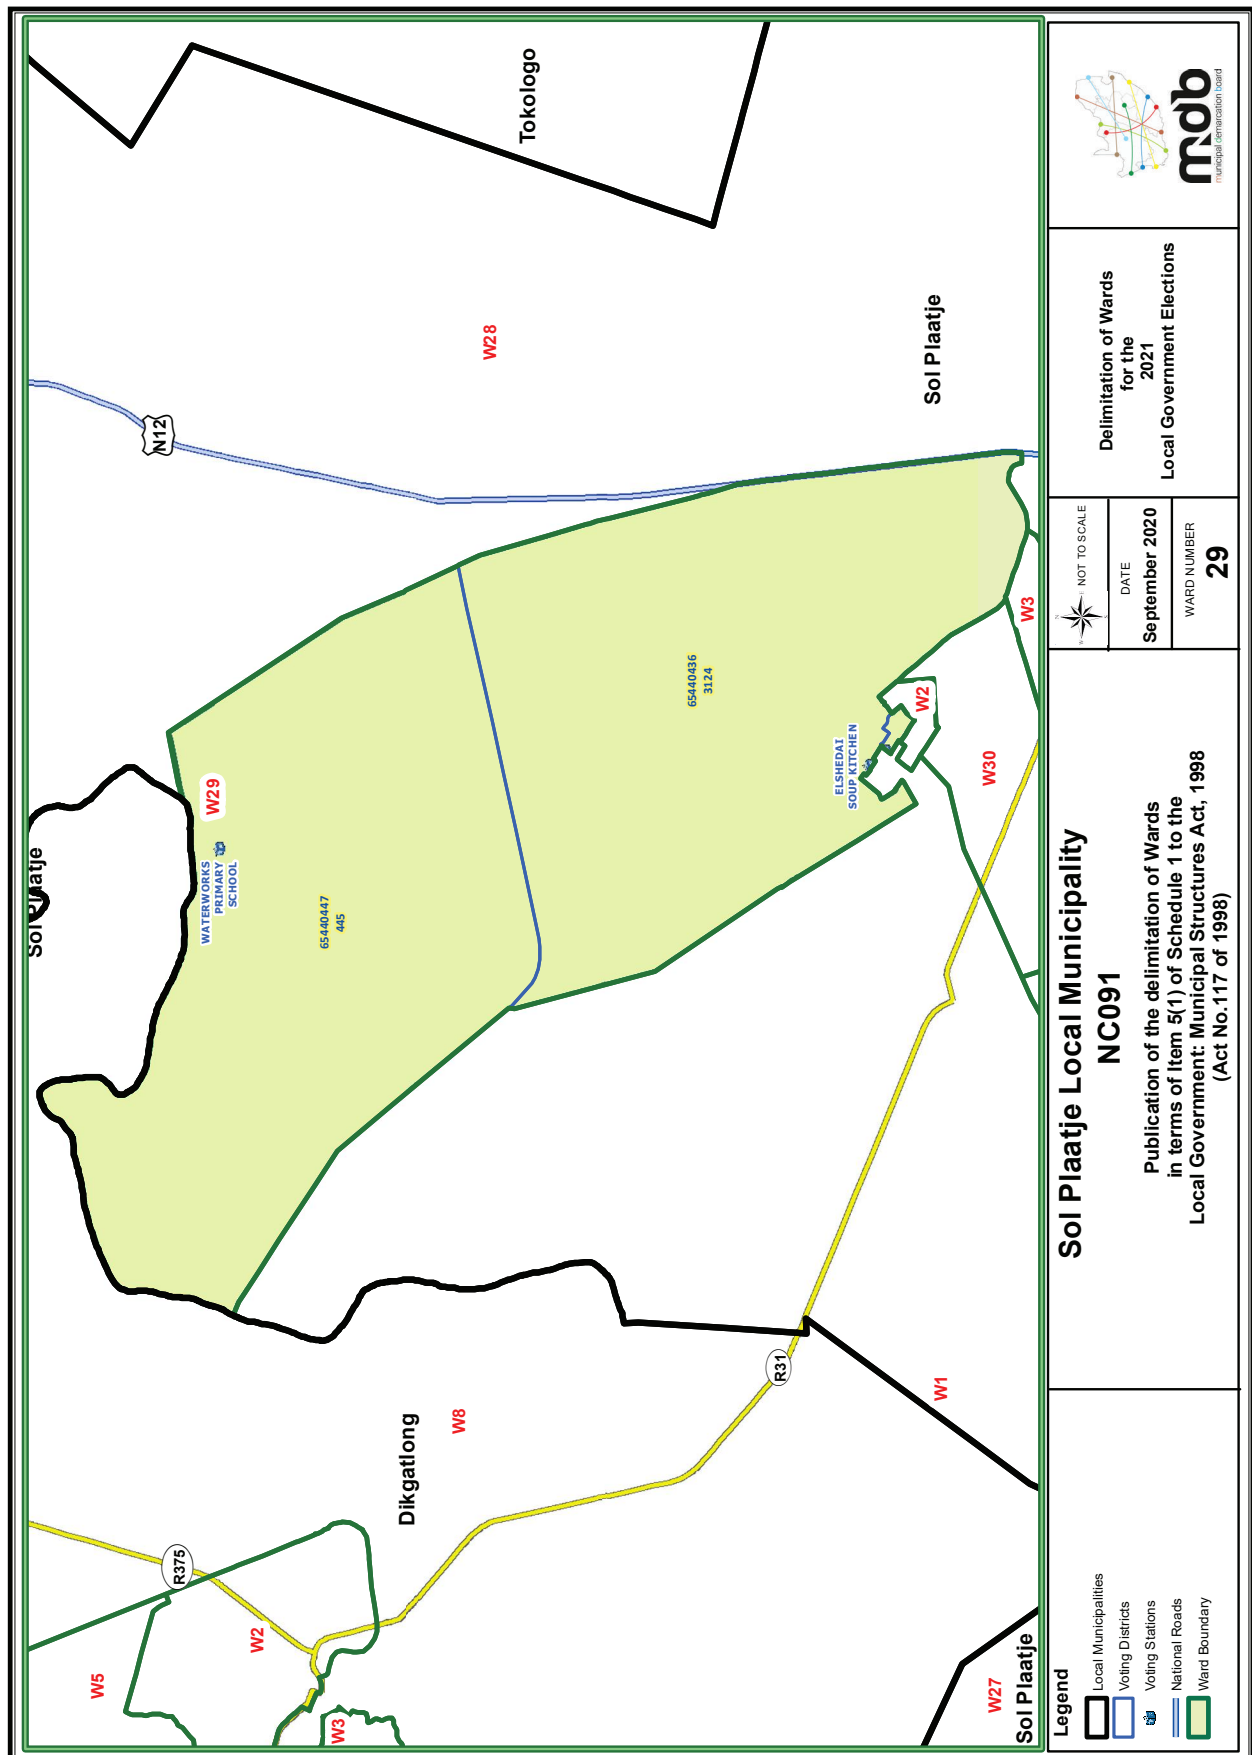 Sol Plaatje
Tokologo
N12
W28
Sol Plaatje
W29
WATERWORKS
PRIMARY
SCHOOL
65440447
445
65440436
3124
ELSHEDAI
SOUP KITCHEN
W2
W3
W30
R31
W1
Dikgatlong
W8
R375
W2
W5
W3
W27
Sol Plaatje
Legend
Local Municipalities
Voting Districts
Voting Stations
National Roads
Ward Boundary
Sol Plaatje Local Municipality
NC091
Publication of the delimitation of Wards
in terms of Item 5(1) of Schedule 1 to the
Local Government: Municipal Structures Act, 1998
(Act No.117 of 1998)
N
W
E
S
NOT TO SCALE
DATE
September 2020
WARD NUMBER
29
Delimitation of Wards
for the
2021
Local Government Elections
mdb
municipal demarcation board